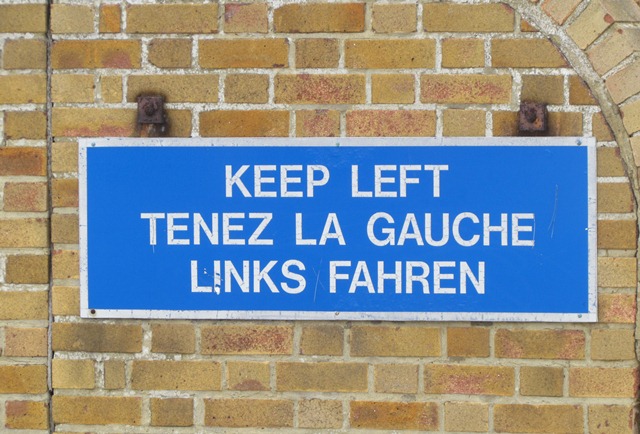 KEEP LEFT
TENEZ LA GAUCHE
LINKS FAHREN